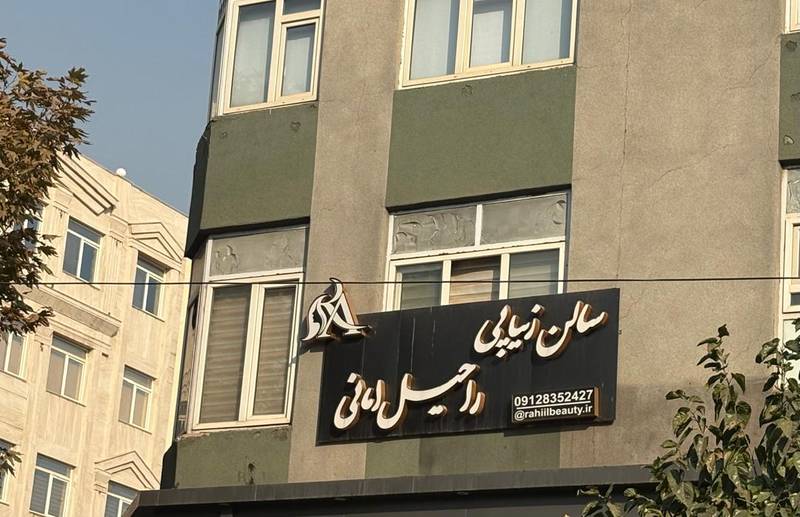 سالن زیبایی
راحیل امانی
09128352427
@rahiilbeauty.ir